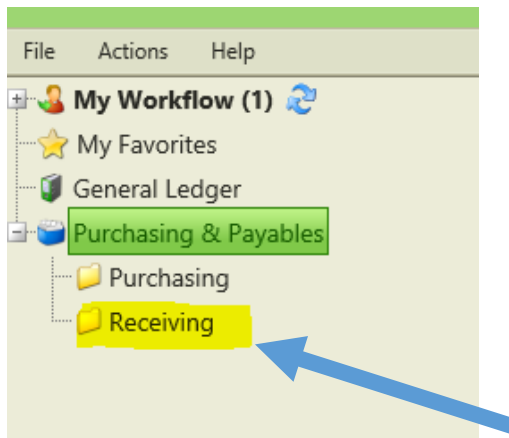 File Actions Help
My Workflow (1)
My Favorites
General Ledger
Purchasing & Payables
Purchasing
Receiving